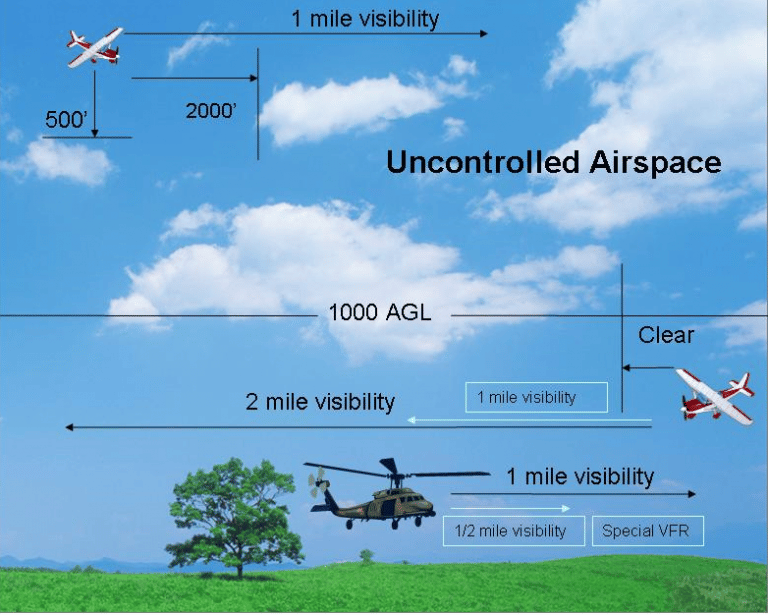 1 mile visibility
500’
2000’
Uncontrolled Airspace
1000 AGL
Clear
2 mile visibility
1 mile visibility
1 mile visibility
1/2 mile visibility
Special VFR